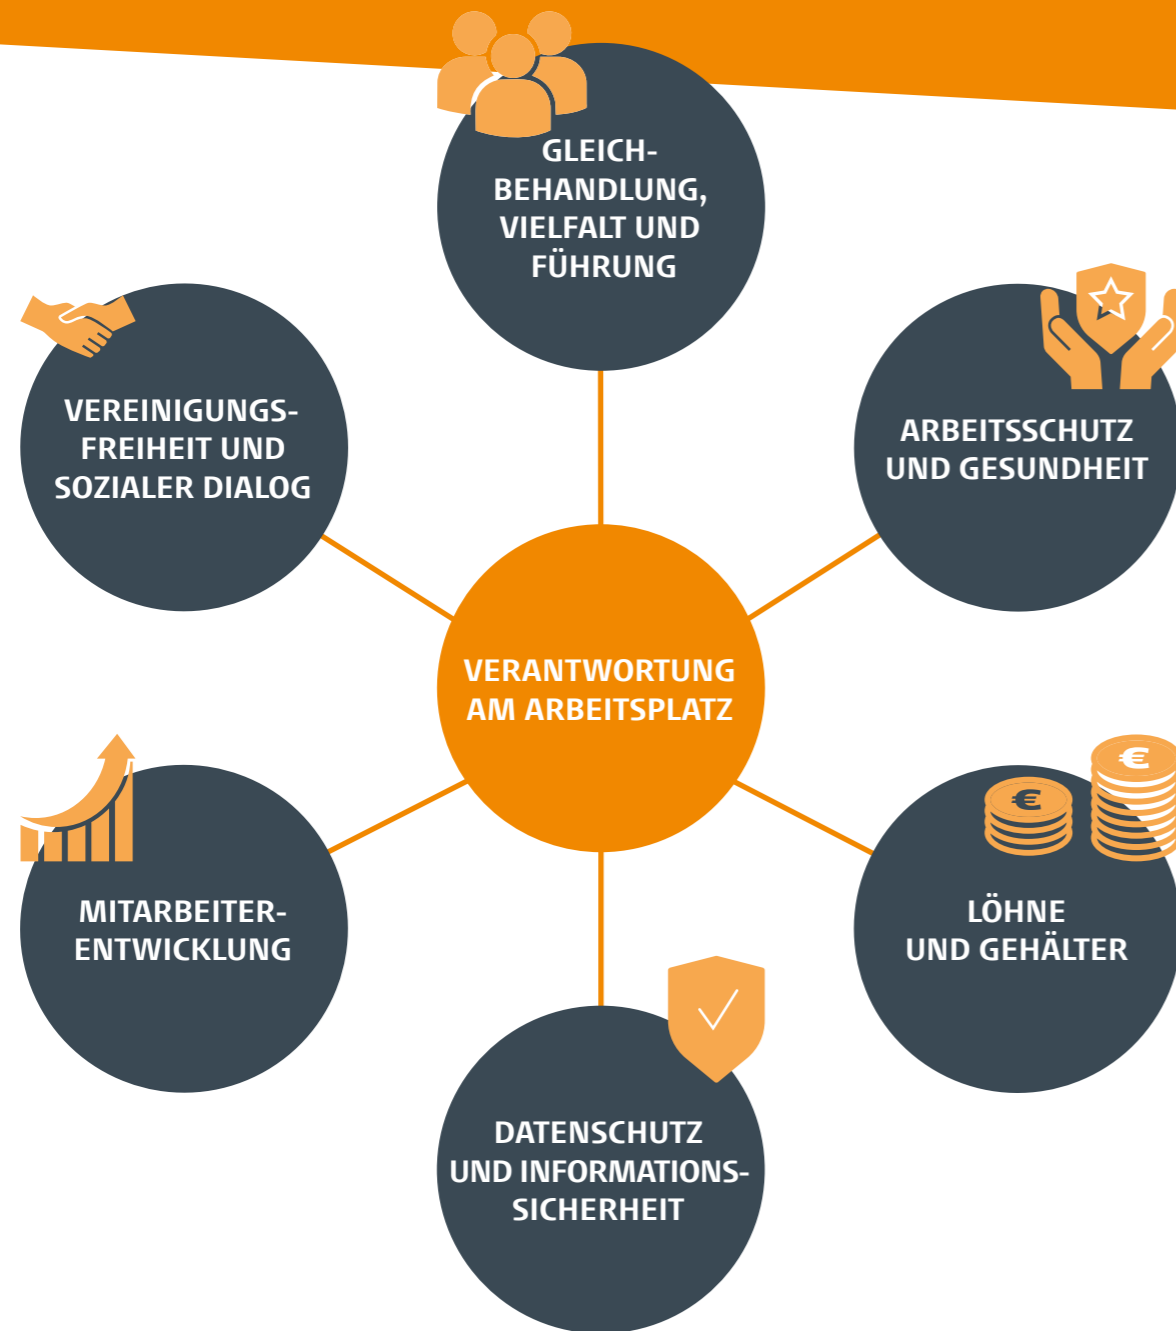 GLEICH-
BEHANDLUNG,
VIELFALT UND
FÜHRUNG
VEREINIGUNGS-
FREIHEIT UND
SOZIALER DIALOG
ARBEITSSCHUTZ
UND GESUNDHEIT
VERANTWORTUNG
AM ARBEITSPLATZ
€
€
MITARBEITER-
ENTWICKLUNG
LÖHNE
UND GEHÄLTER
DATENSCHUTZ
UND INFORMATIONS-
SICHERHEIT